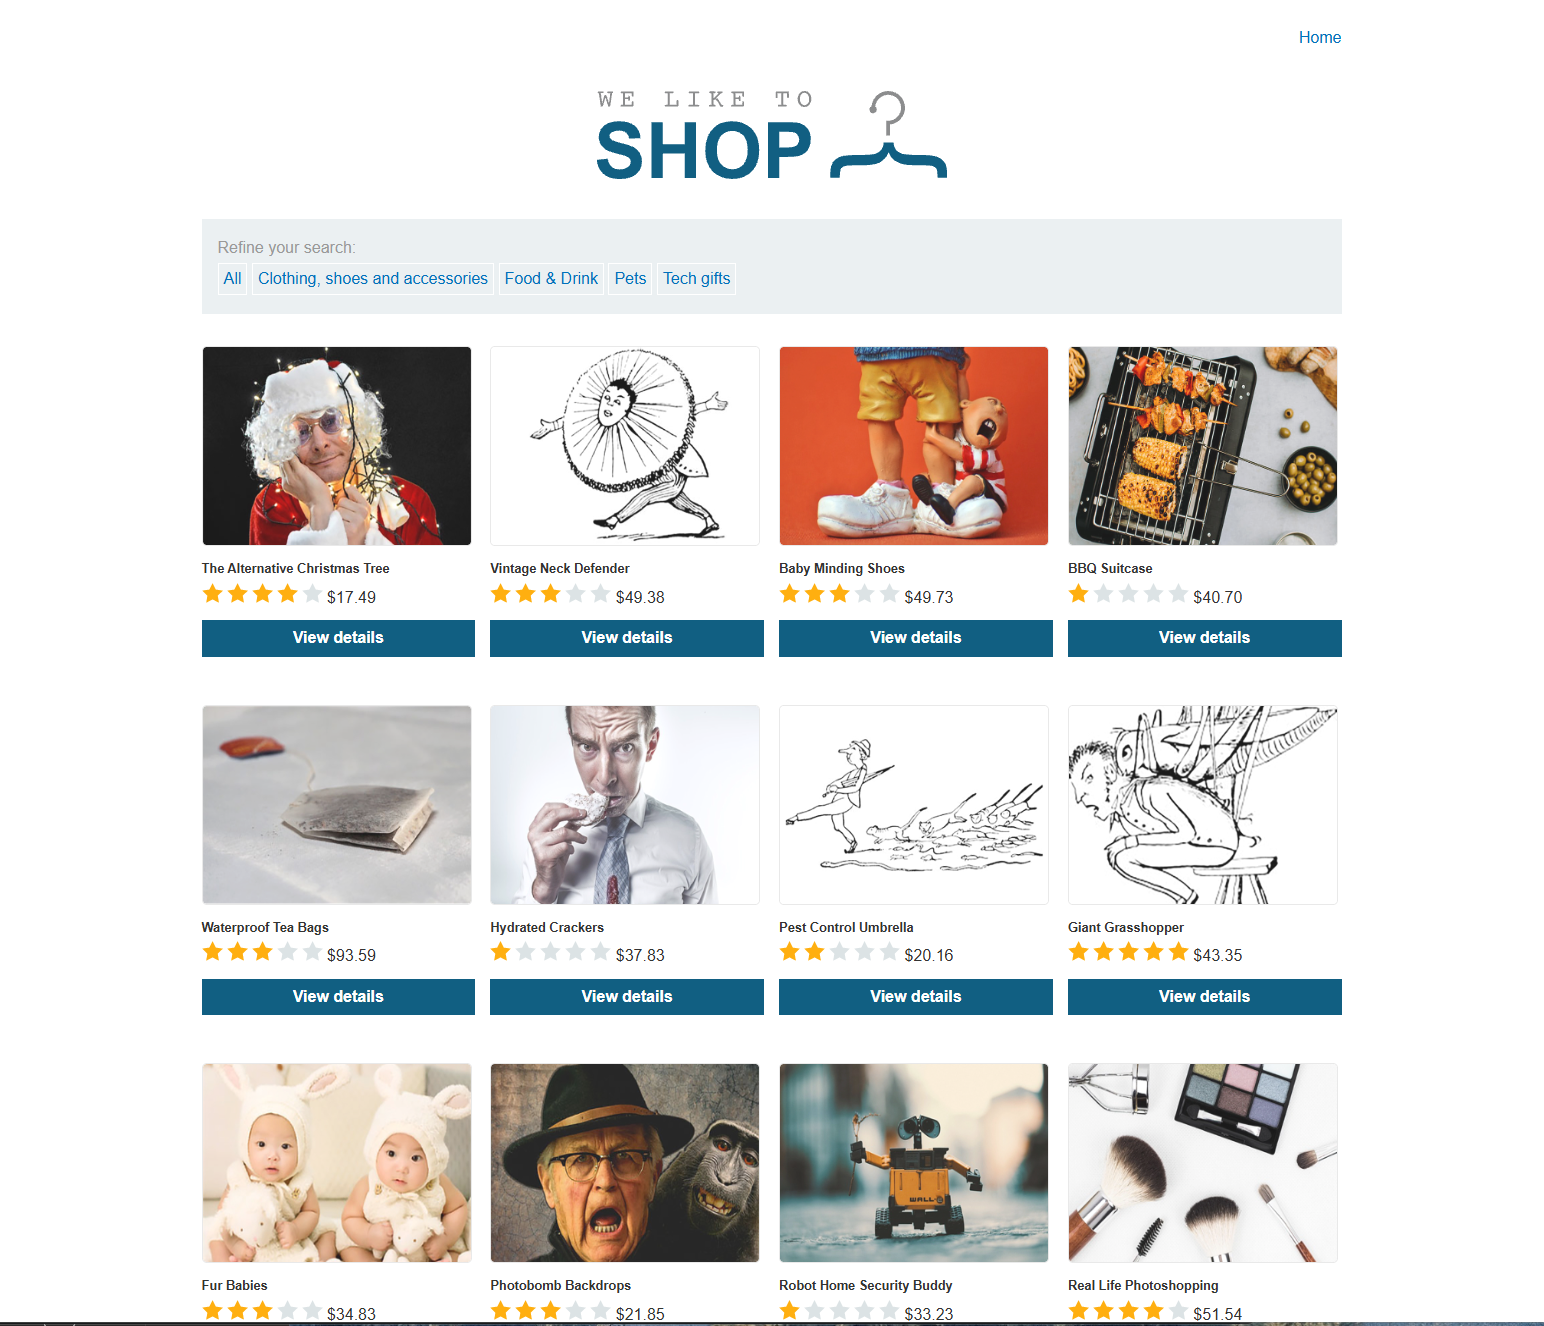 Home
WE LIKE TO
SHOP
Refine your search:
All Clothing, shoes and accessories Food & Drink Pets Tech gifts
The Alternative Christmas Tree Vintage Neck Defender Baby Minding Shoes BBQ Suitcase
$17.49 $49.38 $49.73 $40.70
View details View details View details View details
Waterproof Tea Bags Hydrated Crackers Pest Control Umbrella Giant Grasshopper
$93.59 $37.83 $20.16 $43.35
View details View details View details View details
WALL-E
Fur Babies Photobomb Backdrops Robot Home Security Buddy Real Life Photoshopping
$34.83 $21.85 $33.23 $51.54